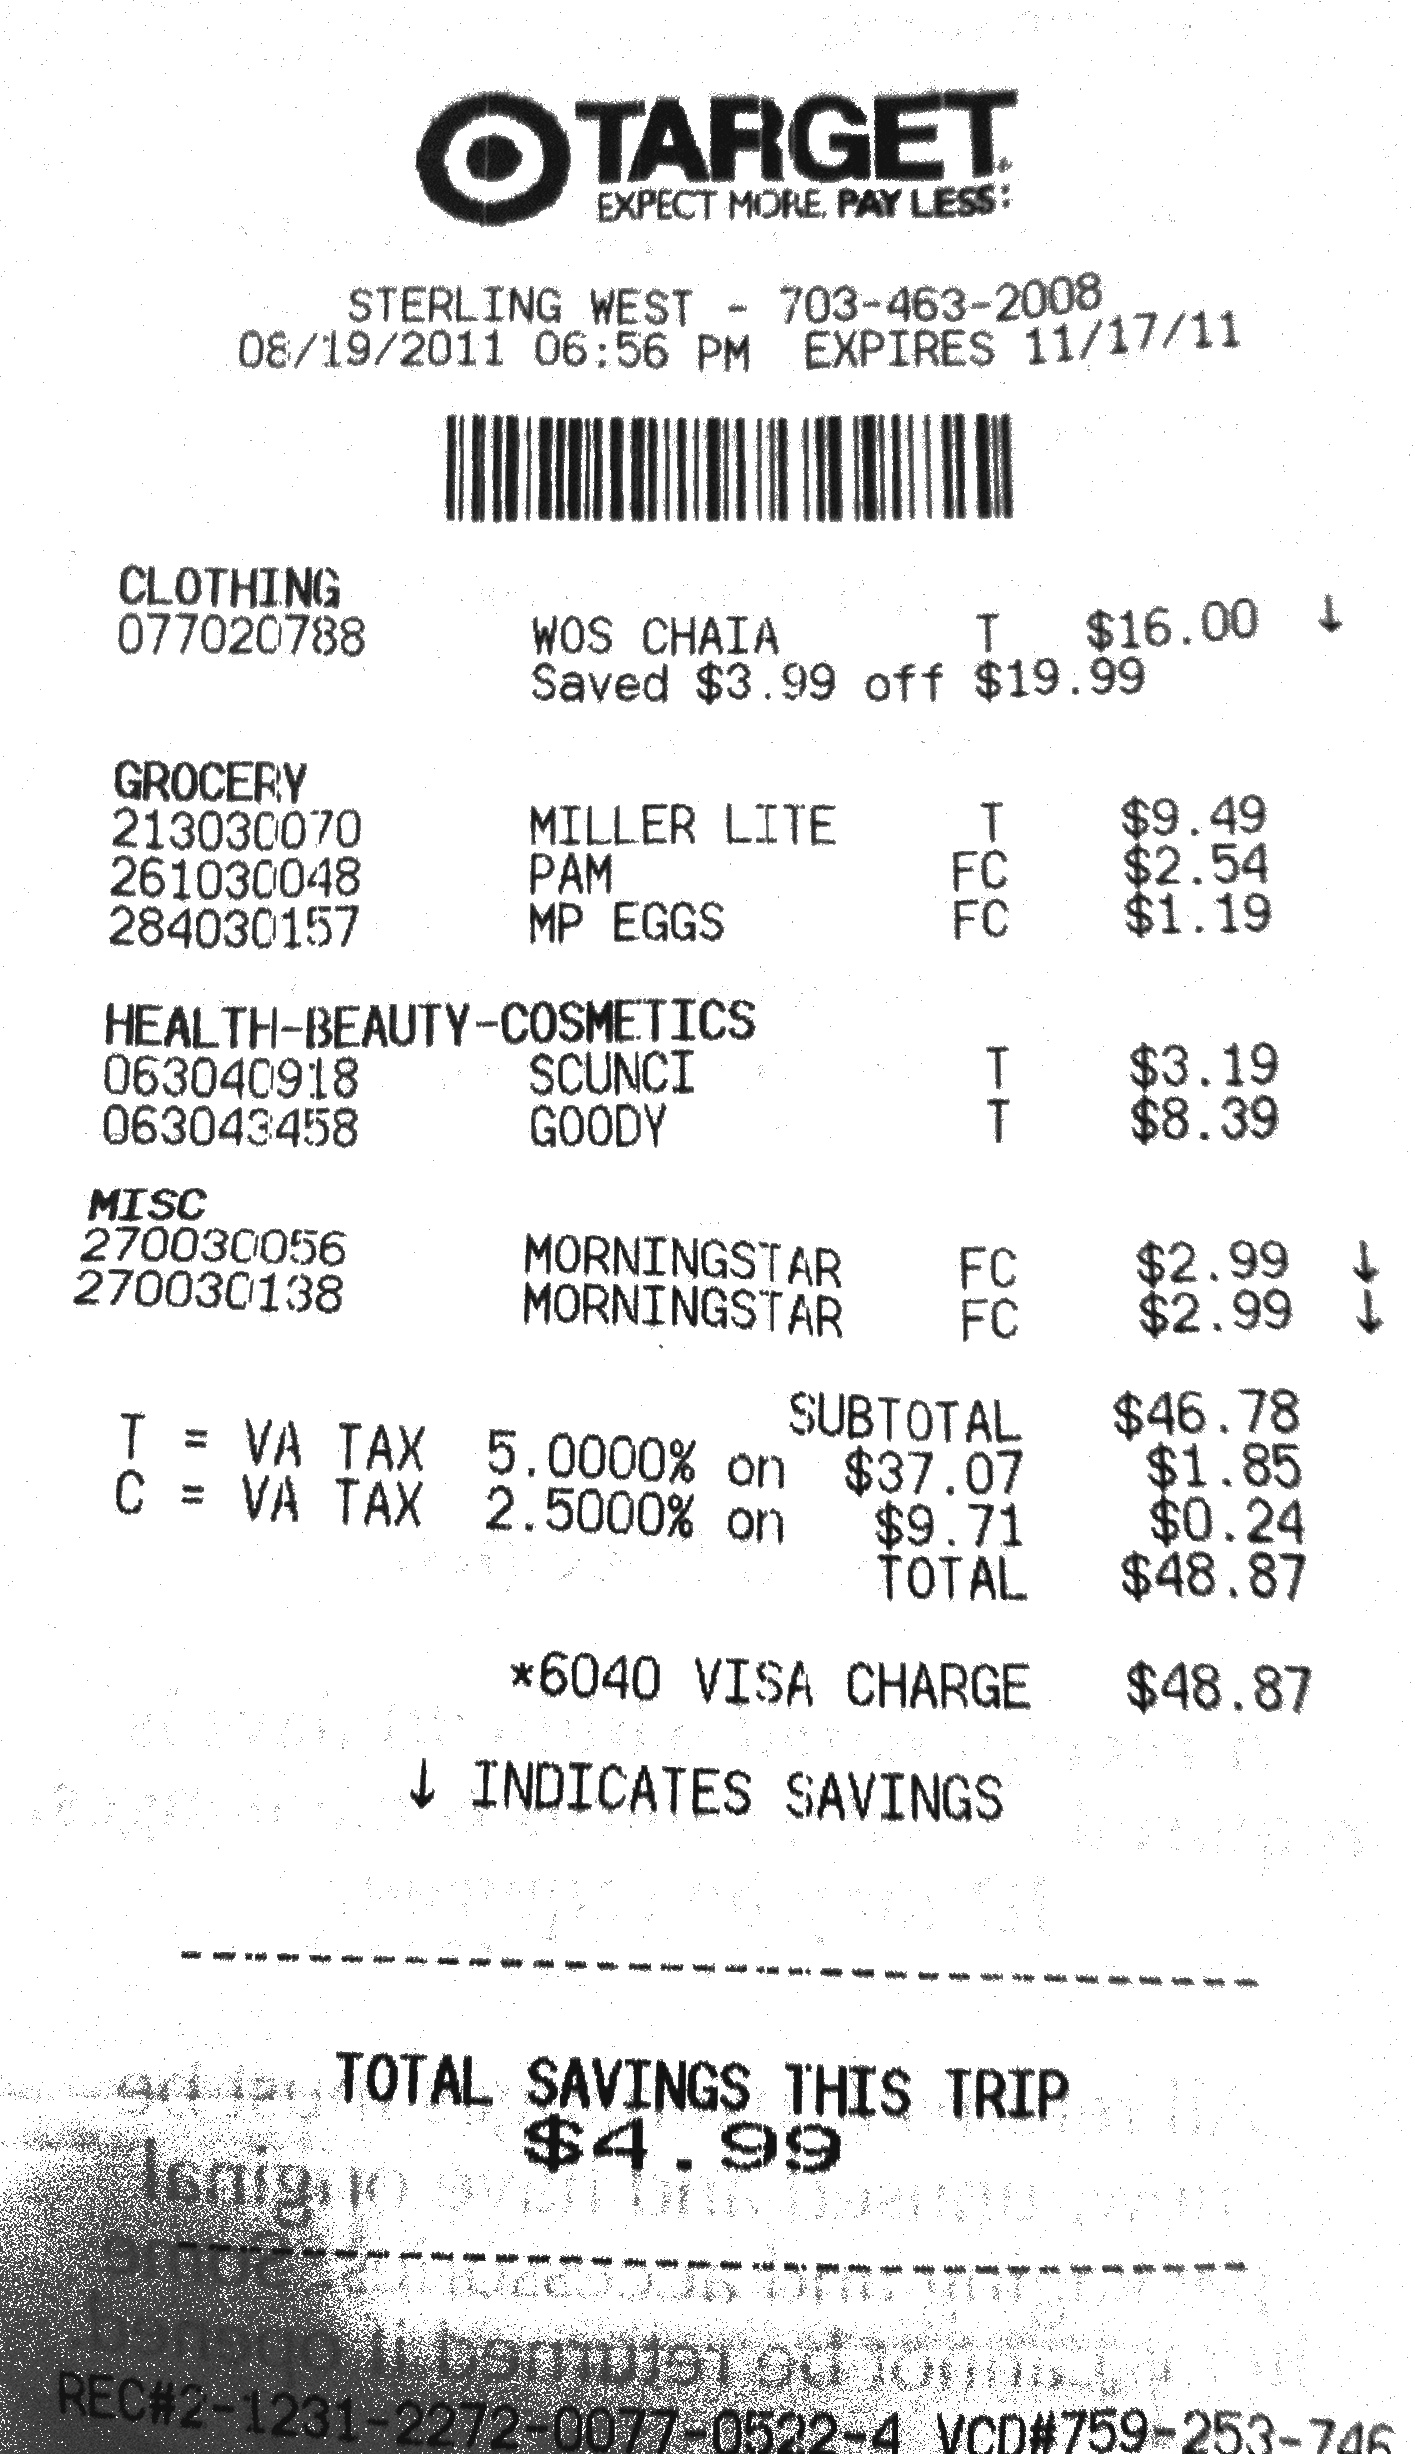 TARGET
EXPECT MORE. PAY LESS.
STERLING WEST - 703-463-2008
08/19/2011 06:56 PM EXPIRES 11/17/11
CLOTHING
077020788 WOS CHAIA T $16.00 ↓
Saved $3.99 off $19.99
GROCERY
213030070 MILLER LITE T $9.49
261030048 PAM FC $2.54
284030157 MP EGGS FC $1.19
HEALTH-BEAUTY-COSMETICS
063040918 SCUNCI T $3.19
063043458 GOODY T $8.39
MISC
270030056 MORNINGSTAR FC $2.99 ↓
270030138 MORNINGSTAR FC $2.99 ↓
SUBTOTAL $46.78
T = VA TAX 5.0000% on $37.07 $1.85
C = VA TAX 2.5000% on $9.71 $0.24
TOTAL $48.87
*6040 VISA CHARGE $48.87
↓ INDICATES SAVINGS
TOTAL SAVINGS THIS TRIP
$4.99
REC#2-1231-2272-0077-0522-4 VCD#759-253-746